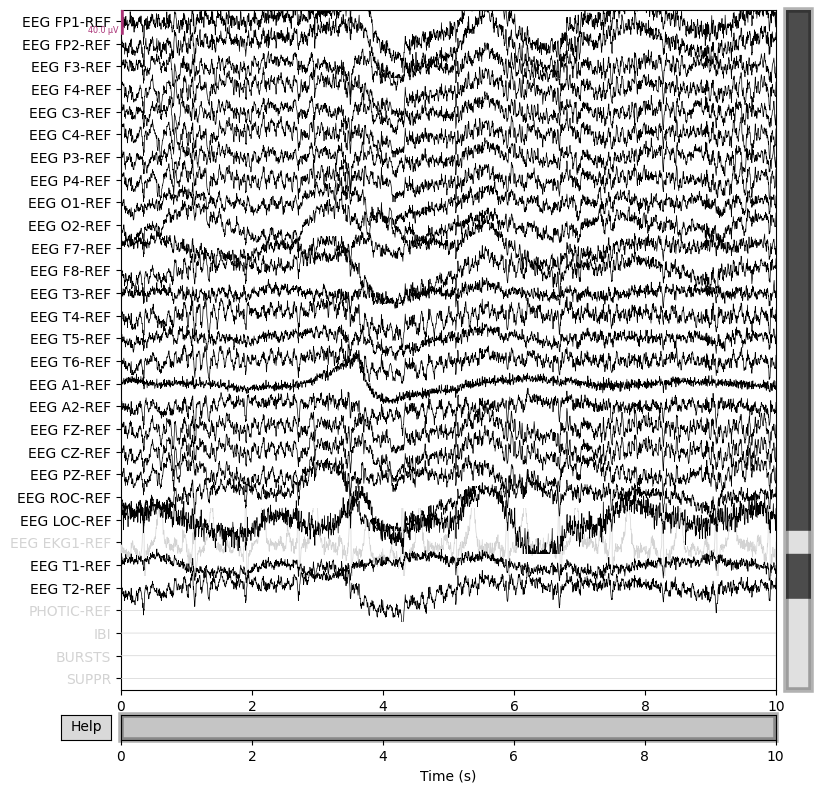 EEG FP1-REF
40.0 µV
EEG FP2-REF
EEG F3-REF
EEG F4-REF
EEG C3-REF
EEG C4-REF
EEG P3-REF
EEG P4-REF
EEG O1-REF
EEG O2-REF
EEG F7-REF
EEG F8-REF
EEG T3-REF
EEG T4-REF
EEG T5-REF
EEG T6-REF
EEG A1-REF
EEG A2-REF
EEG FZ-REF
EEG CZ-REF
EEG PZ-REF
EEG ROC-REF
EEG LOC-REF
EEG EKG1-REF
EEG T1-REF
EEG T2-REF
PHOTIC-REF
IBI
BURSTS
SUPPR
0 2 4 6 8 10
Help
0 2 4 6 8 10
Time (s)